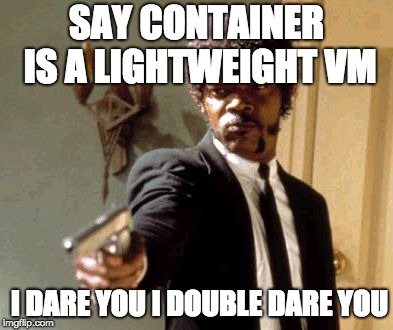 SAY CONTAINER
IS A LIGHTWEIGHT VM
I DARE YOU I DOUBLE DARE YOU
imgflip.com